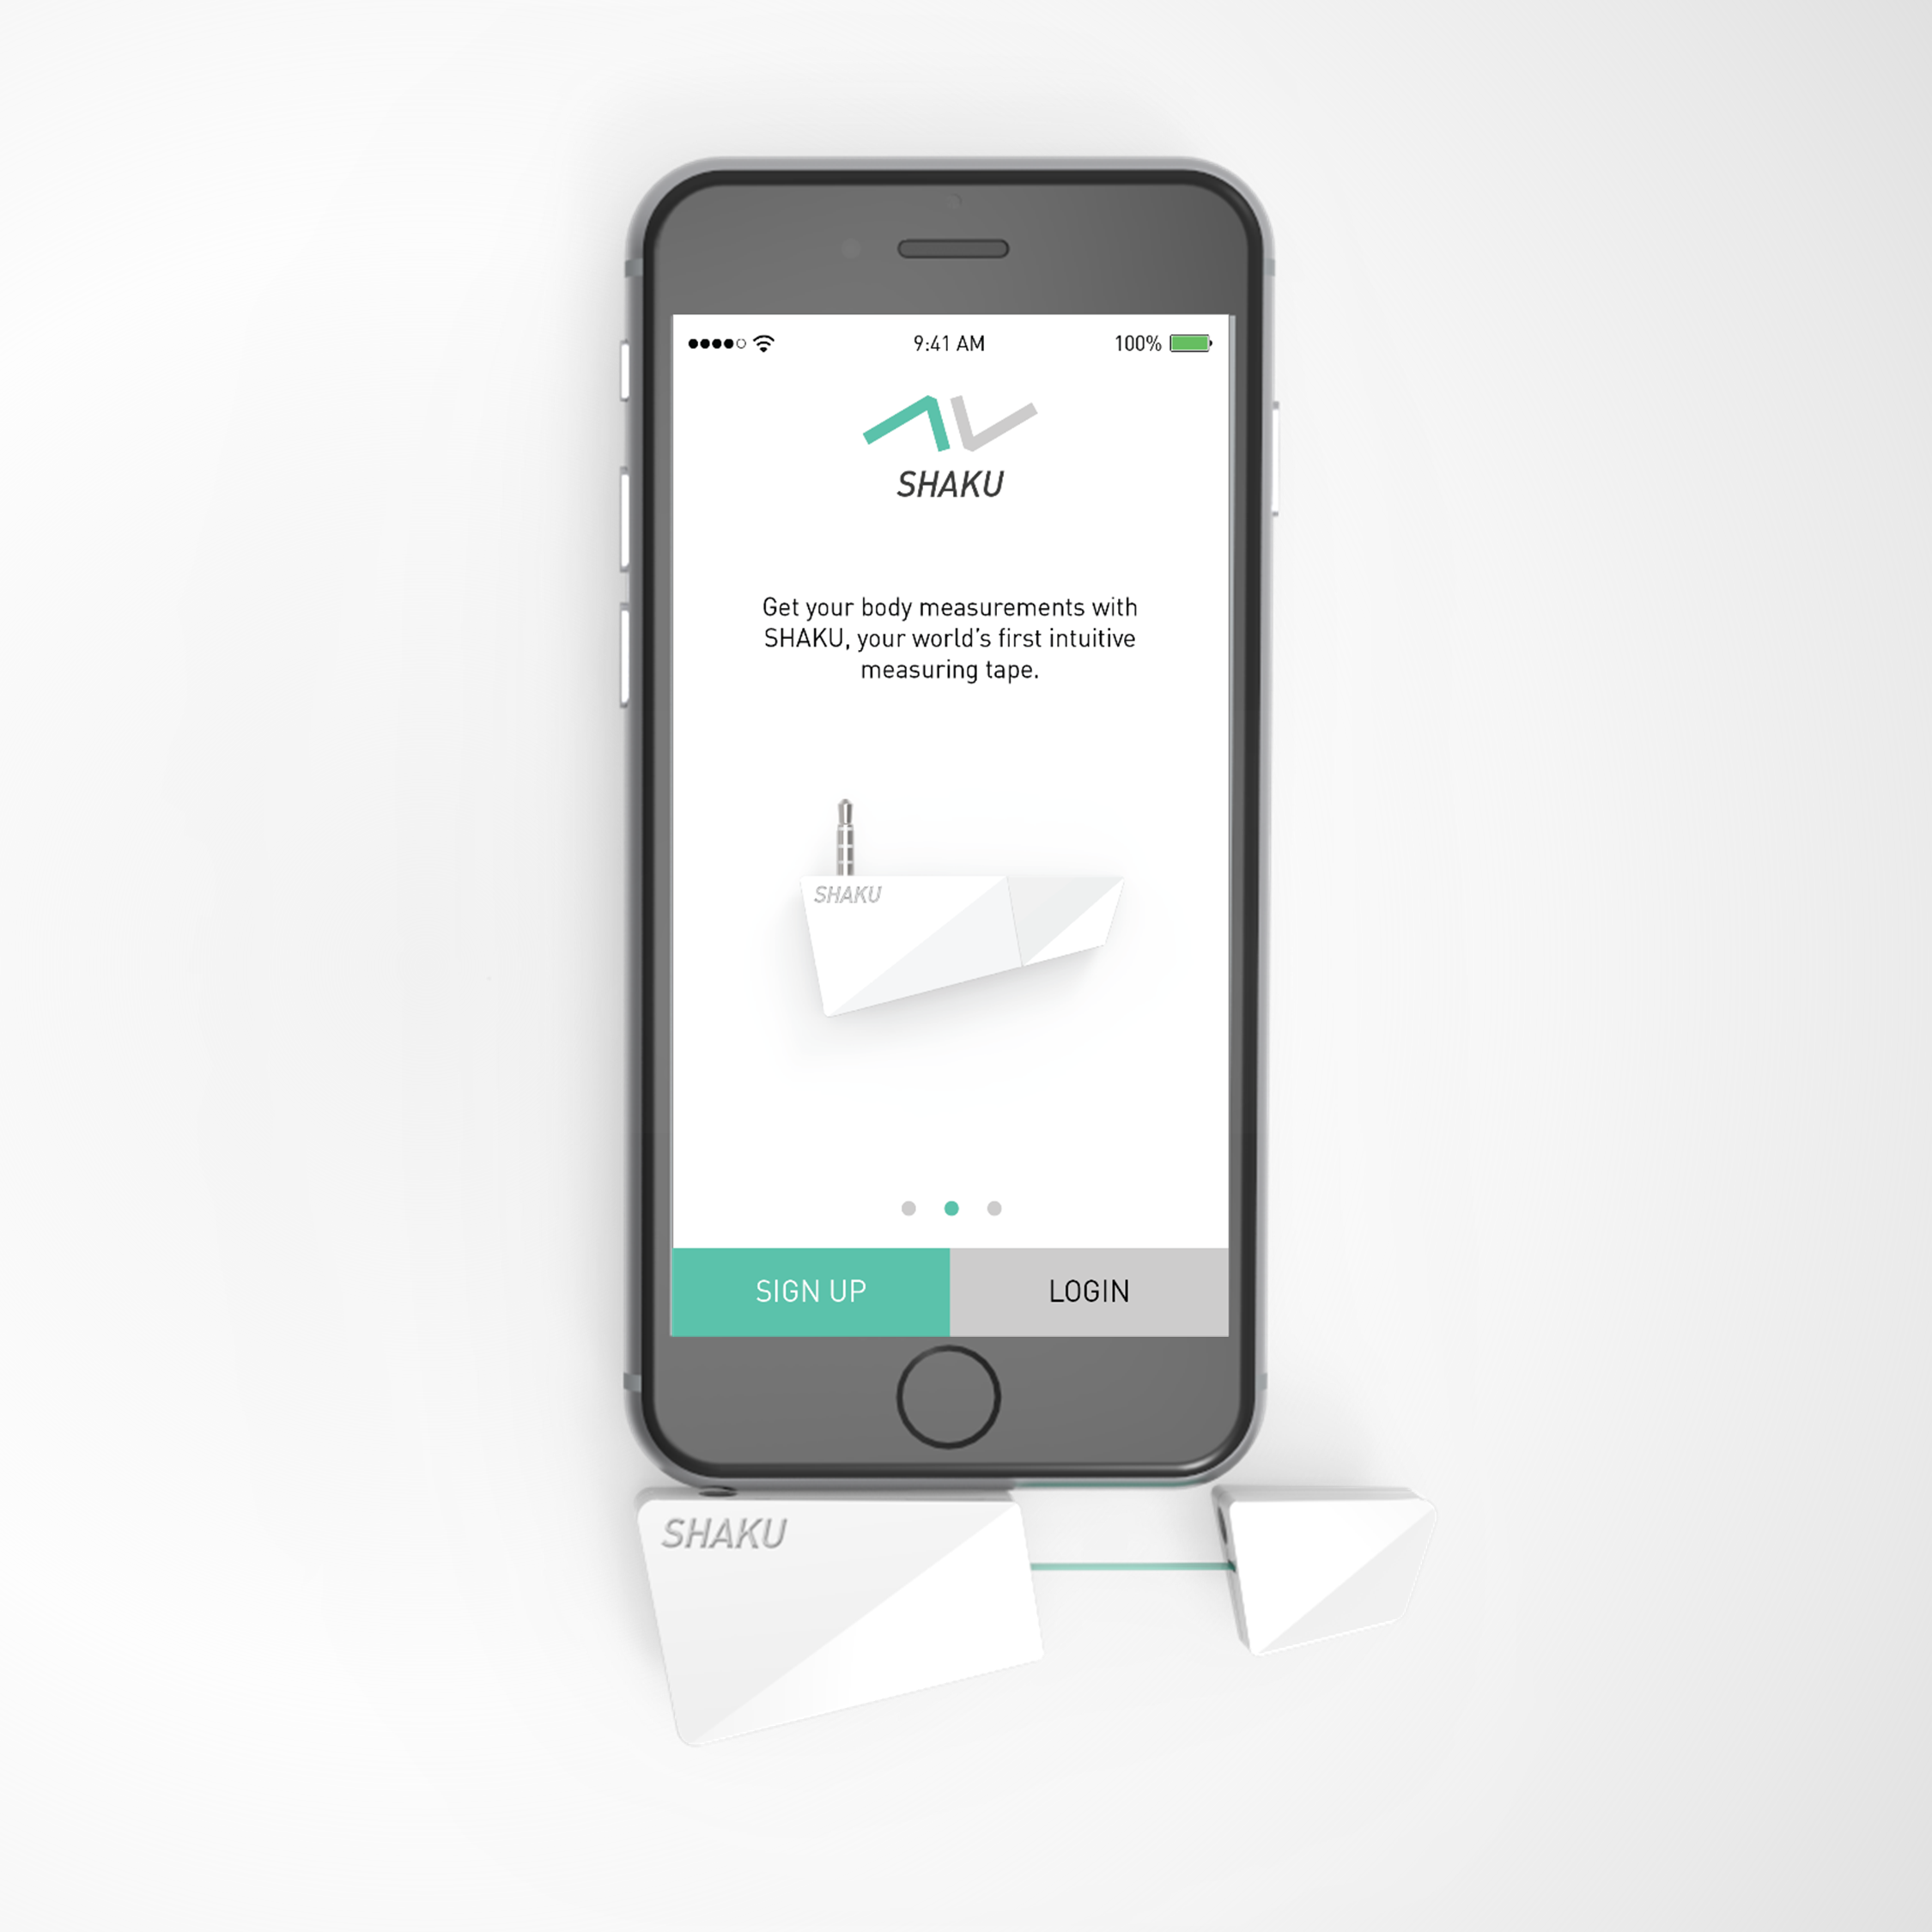 9:41 AM
100%
SHAKU
Get your body measurements with
SHAKU, your world’s first intuitive
measuring tape.
SHAKU
SIGN UP
LOGIN
SHAKU